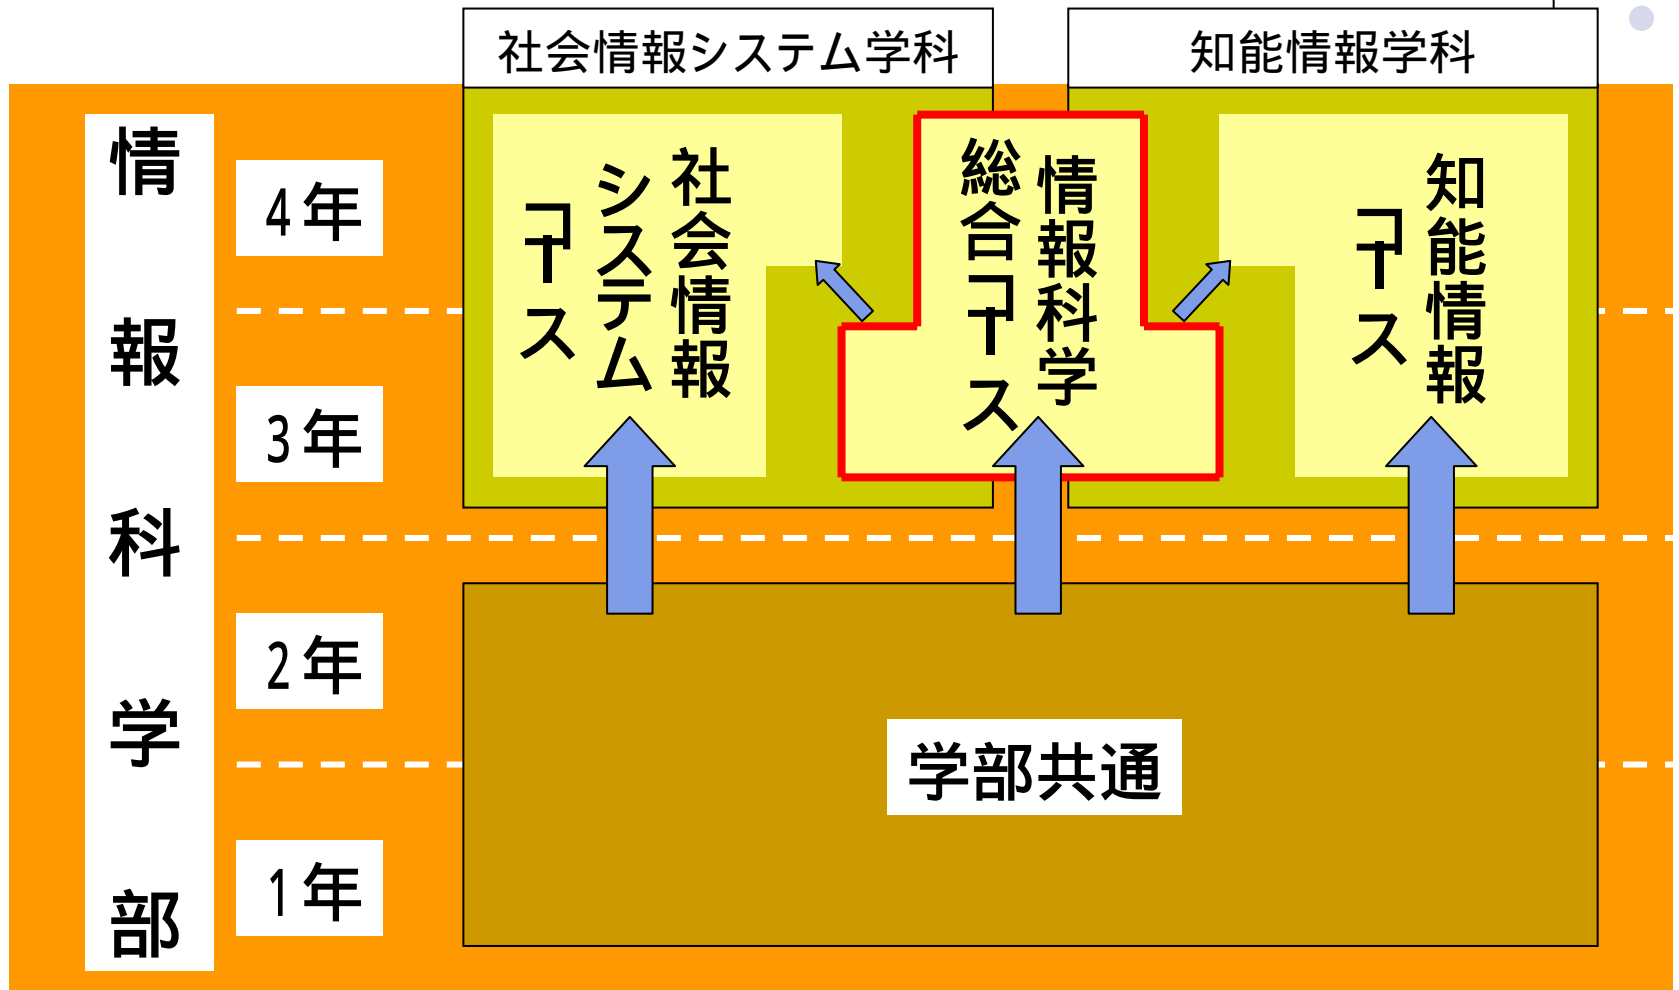 社会情報システム学科
知能情報学科
情報科学部
4年
3年
2年
1年
社会情報
システム
コース
情報科学
総合コース
知能情報
コース
学部共通